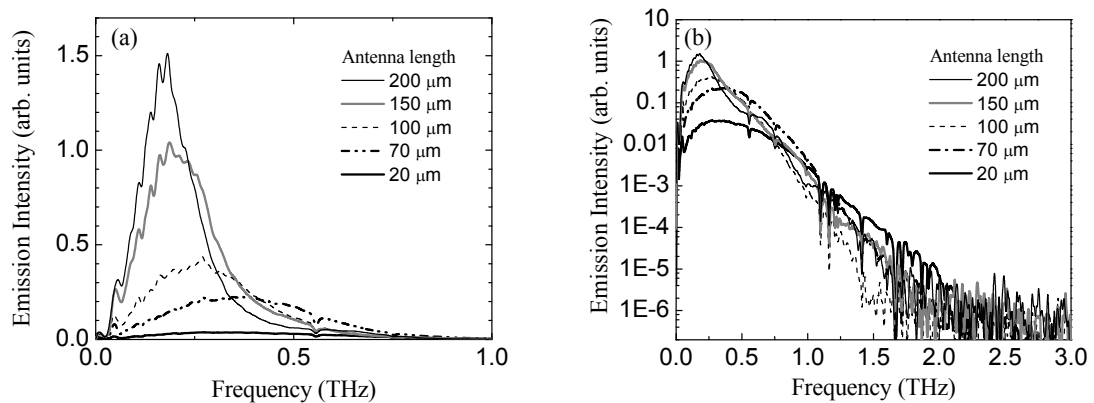 (a)
Antenna length
200 μm
150 μm
100 μm
70 μm
20 μm
1.5
1.0
0.5
0.0
0.0 0.5 1.0
Emission Intensity (arb. units)
Frequency (THz)
(b)
Antenna length
200 μm
150 μm
100 μm
70 μm
20 μm
10
1
0.1
0.01
1E-3
1E-4
1E-5
1E-6
0.0 0.5 1.0 1.5 2.0 2.5 3.0
Emission Intensity (arb. units)
Frequency (THz)